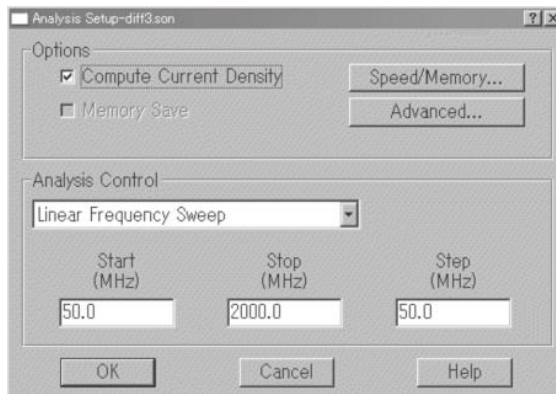 Analysis Setup-diff3.son
Options
Compute Current Density
Speed/Memory...
Memory Save
Advanced...
Analysis Control
Linear Frequency Sweep
Start
(MHz)
Stop
(MHz)
Step
(MHz)
50.0
2000.0
50.0
OK
Cancel
Help